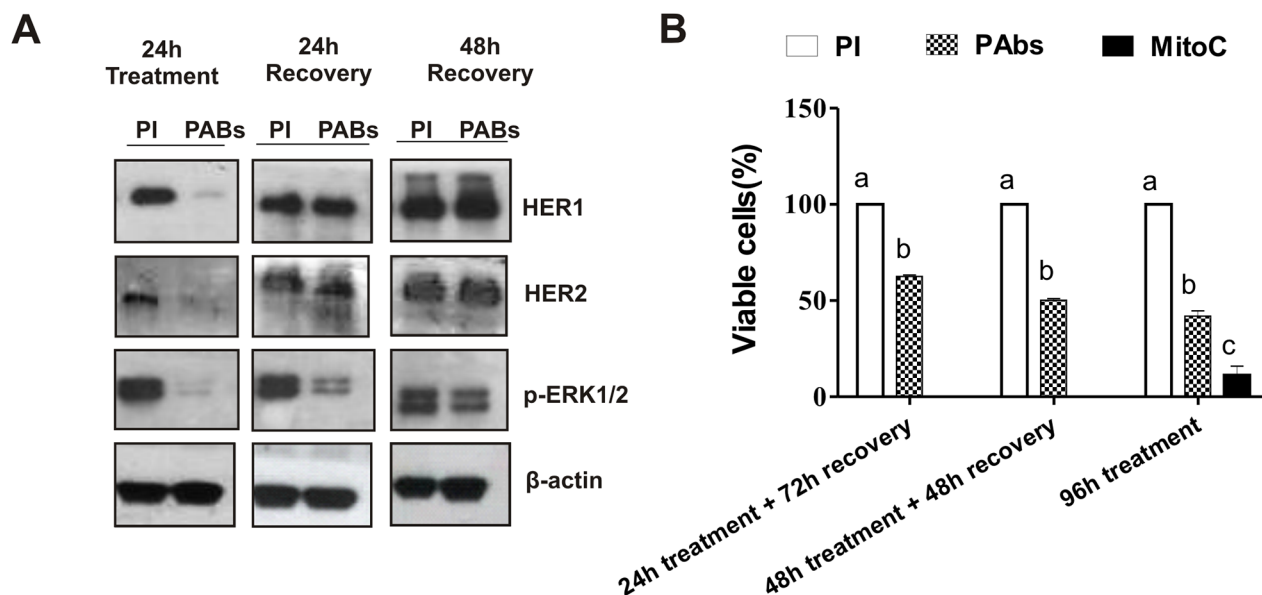 A
24h
Treatment
24h
Recovery
48h
Recovery
PI PABs
PI PABs
PI PABs
HER1
HER2
p-ERK1/2
β-actin
B
PI
PAbs
MitoC
Viable cells(%)
150
100
50
0
a
b
a
b
a
b
c
24h treatment + 72h recovery
48h treatment + 48h recovery
96h treatment